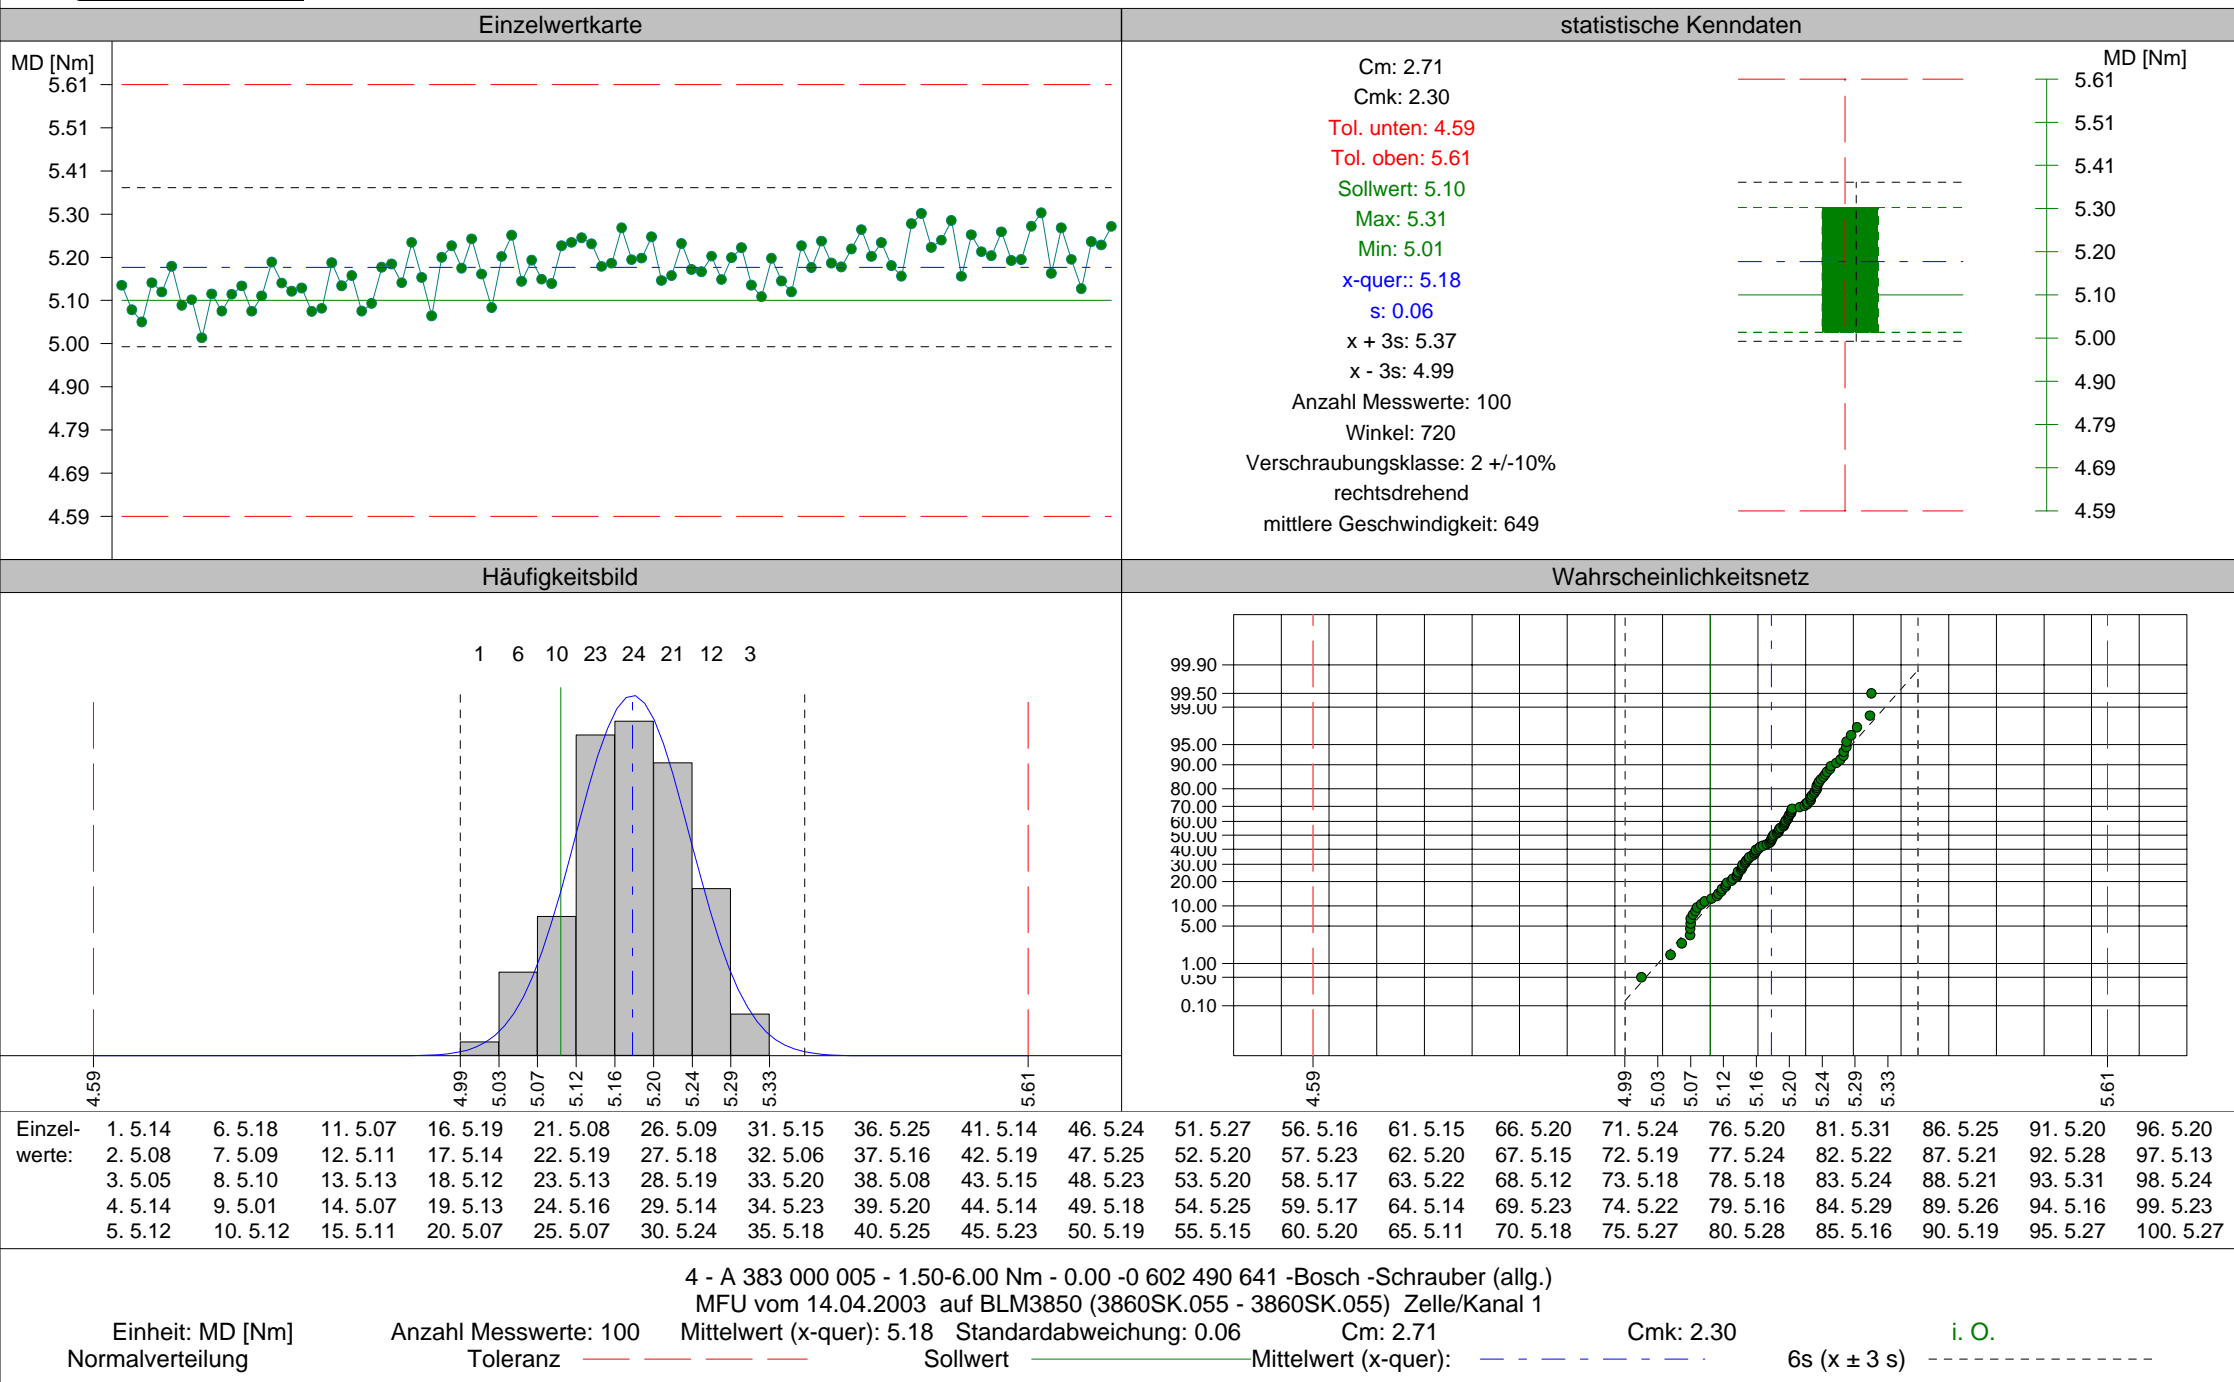 Einzelwertkarte
statistische Kenndaten
MD [Nm]
5.61
5.51
5.41
5.30
5.20
5.10
5.00
4.90
4.79
4.69
4.59
Cm: 2.71
Cmk: 2.30
Tol. unten: 4.59
Tol. oben: 5.61
Sollwert: 5.10
Max: 5.31
Min: 5.01
x-quer:: 5.18
s: 0.06
x + 3s: 5.37
x - 3s: 4.99
Anzahl Messwerte: 100
Winkel: 720
Verschraubungsklasse: 2 +/-10%
rechtsdrehend
mittlere Geschwindigkeit: 649
MD [Nm]
5.61
5.51
5.41
5.30
5.20
5.10
5.00
4.90
4.79
4.69
4.59
Häufigkeitsbild
Wahrscheinlichkeitsnetz
1 6 10 23 24 21 12 3
4.59 4.99 5.03 5.07 5.12 5.16 5.20 5.24 5.29 5.33 5.61
99.90
99.50
99.00
95.00
90.00
80.00
70.00
60.00
50.00
40.00
30.00
20.00
10.00
5.00
1.00
0.50
0.10
4.59 4.99 5.03 5.07 5.12 5.16 5.20 5.24 5.29 5.33 5.61
Einzel- 1. 5.14 6. 5.18 11. 5.07 16. 5.19 21. 5.08 26. 5.09 31. 5.15 36. 5.25 41. 5.14 46. 5.24 51. 5.27 56. 5.16 61. 5.15 66. 5.20 71. 5.24 76. 5.20 81. 5.31 86. 5.25 91. 5.20 96. 5.20
werte: 2. 5.08 7. 5.09 12. 5.11 17. 5.14 22. 5.19 27. 5.18 32. 5.06 37. 5.16 42. 5.19 47. 5.25 52. 5.20 57. 5.23 62. 5.20 67. 5.15 72. 5.19 77. 5.24 82. 5.22 87. 5.21 92. 5.28 97. 5.13
3. 5.05 8. 5.10 13. 5.13 18. 5.12 23. 5.13 28. 5.19 33. 5.20 38. 5.08 43. 5.15 48. 5.23 53. 5.20 58. 5.17 63. 5.22 68. 5.12 73. 5.18 78. 5.18 83. 5.24 88. 5.21 93. 5.31 98. 5.24
4. 5.14 9. 5.01 14. 5.07 19. 5.13 24. 5.16 29. 5.14 34. 5.23 39. 5.20 44. 5.14 49. 5.18 54. 5.25 59. 5.17 64. 5.14 69. 5.23 74. 5.22 79. 5.16 84. 5.29 89. 5.26 94. 5.16 99. 5.23
5. 5.12 10. 5.12 15. 5.11 20. 5.07 25. 5.07 30. 5.24 35. 5.18 40. 5.25 45. 5.23 50. 5.19 55. 5.15 60. 5.20 65. 5.11 70. 5.18 75. 5.27 80. 5.28 85. 5.16 90. 5.19 95. 5.27 100. 5.27
4 - A 383 000 005 - 1.50-6.00 Nm - 0.00 -0 602 490 641 -Bosch -Schrauber (allg.)
MFU vom 14.04.2003 auf BLM3850 (3860SK.055 - 3860SK.055) Zelle/Kanal 1
Einheit: MD [Nm] Anzahl Messwerte: 100 Mittelwert (x-quer): 5.18 Standardabweichung: 0.06 Cm: 2.71 Cmk: 2.30 i. O.
Normalverteilung Toleranz Sollwert Mittelwert (x-quer): 6s (x ± 3 s)